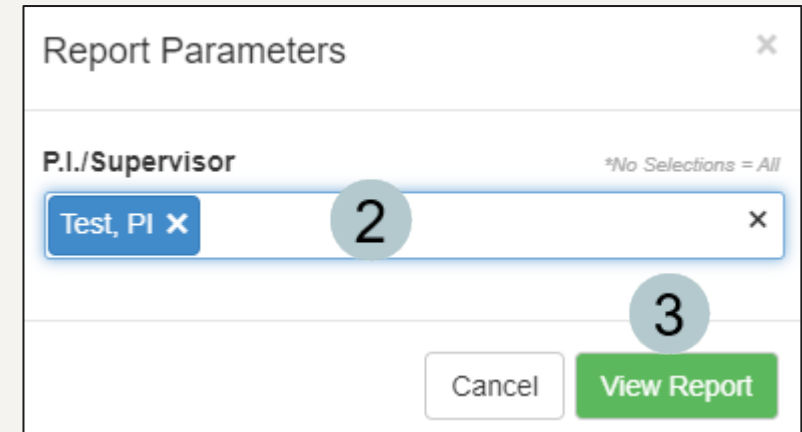 Report Parameters ×
P.I./Supervisor *No Selections = All
Test, PI × 2 ×
3
Cancel View Report